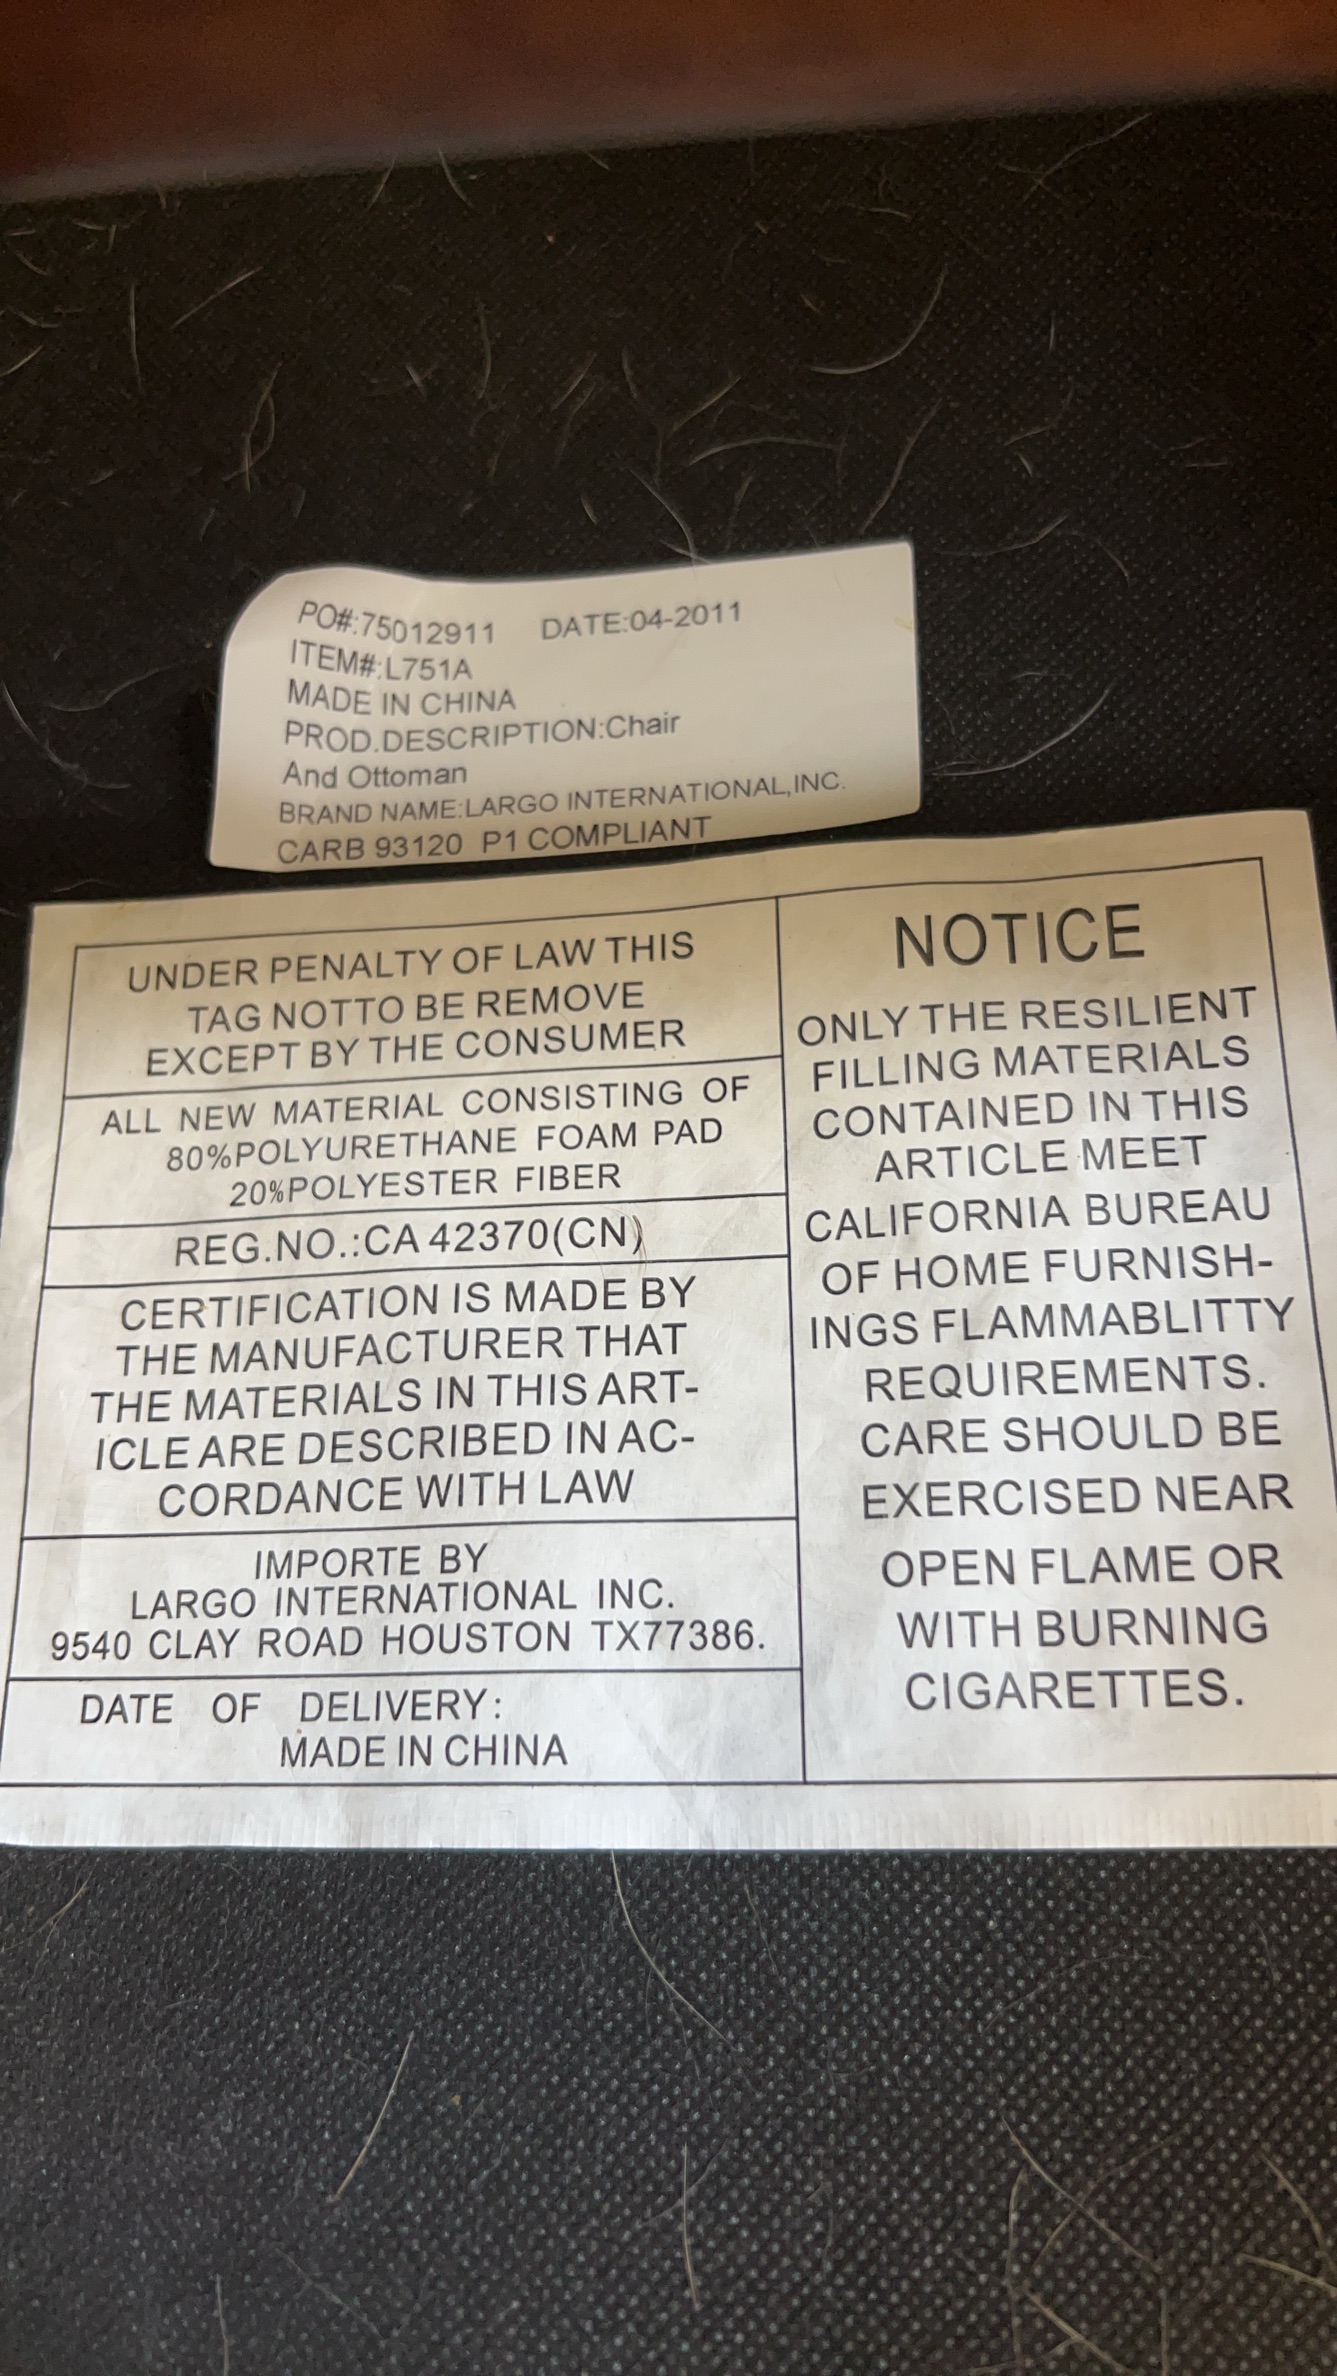 PO#:75012911 DATE:04-2011
ITEM#:L751A
MADE IN CHINA
PROD.DESCRIPTION:Chair
And Ottoman
BRAND NAME:LARGO INTERNATIONAL,INC.
CARB 93120 P1 COMPLIANT
UNDER PENALTY OF LAW THIS
TAG NOTTO BE REMOVE
EXCEPT BY THE CONSUMER
ALL NEW MATERIAL CONSISTING OF
80%POLYURETHANE FOAM PAD
20%POLYESTER FIBER
REG.NO.:CA 42370(CN)
CERTIFICATION IS MADE BY
THE MANUFACTURER THAT
THE MATERIALS IN THIS ART-
ICLE ARE DESCRIBED IN AC-
CORDANCE WITH LAW
IMPORTE BY
LARGO INTERNATIONAL INC.
9540 CLAY ROAD HOUSTON TX77386.
DATE OF DELIVERY:
MADE IN CHINA
NOTICE
ONLY THE RESILIENT
FILLING MATERIALS
CONTAINED IN THIS
ARTICLE MEET
CALIFORNIA BUREAU
OF HOME FURNISH-
INGS FLAMMABLITTY
REQUIREMENTS.
CARE SHOULD BE
EXERCISED NEAR
OPEN FLAME OR
WITH BURNING
CIGARETTES.